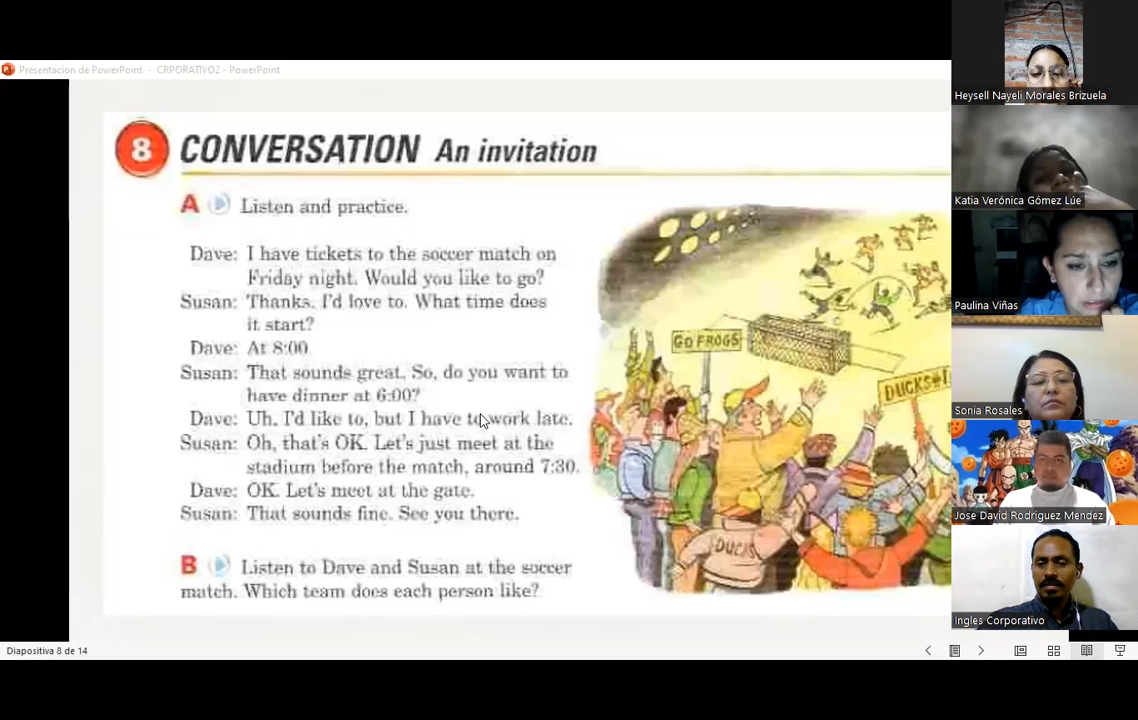 Presentación de PowerPoint - CRPORATIVO2 - PowerPoint
8 CONVERSATION An invitation
A Listen and practice.
Dave: I have tickets to the soccer match on
Friday night. Would you like to go?
Susan: Thanks. I'd love to. What time does
it start?
Dave: At 8:00
Susan: That sounds great. So, do you want to
have dinner at 6:00?
Dave: Uh, I'd like to, but I have to work late.
Susan: Oh, that's OK. Let's just meet at the
stadium before the match, around 7:30.
Dave: OK. Let's meet at the gate.
Susan: That sounds fine. See you there.
B Listen to Dave and Susan at the soccer
match. Which team does each person like?
GO FROGS
DUCKS
DUCKS
Diapositiva 8 de 14
Heysell Nayeli Morales Brizuela
Katia Verónica Gómez Lúe
Paulina Viñas
Sonia Rosales
Jose David Rodriguez Mendez
Ingles Corporativo